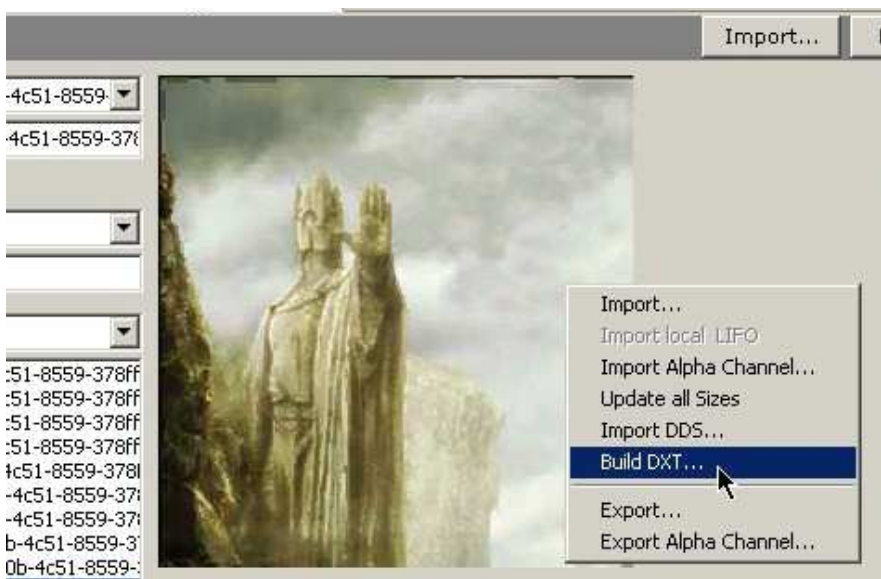 Import...
-4c51-8559-
-4c51-8559-378
:51-8559-378ff
:51-8559-378ff
:51-8559-378ff
:51-8559-378ff
4c51-8559-378
-4c51-8559-37
-4c51-8559-37
b-4c51-8559-3
0b-4c51-8559-
Import...
Import local LIFO
Import Alpha Channel...
Update all Sizes
Import DDS...
Build DXT...
Export...
Export Alpha Channel...